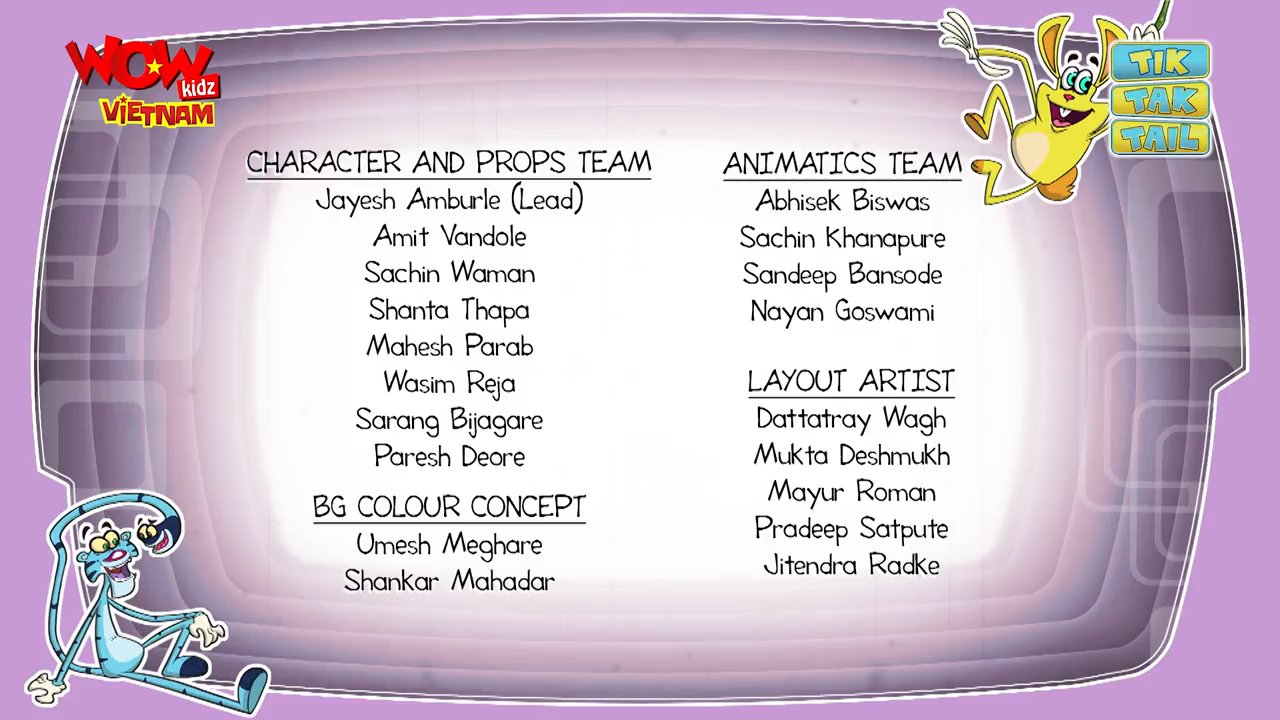 WOW
kidz
VIETNAM
TIK
TAK
TAIL
CHARACTER AND PROPS TEAM
Jayesh Amburle (Lead)
Amit Vandole
Sachin Waman
Shanta Thapa
Mahesh Parab
Wasim Reja
Sarang Bijagare
Paresh Deore
BG COLOUR CONCEPT
Umesh Meghare
Shankar Mahadar
ANIMATICS TEAM
Abhisek Biswas
Sachin Khanapure
Sandeep Bansode
Nayan Goswami
LAYOUT ARTIST
Dattatray Wagh
Mukta Deshmukh
Mayur Roman
Pradeep Satpute
Jitendra Radke